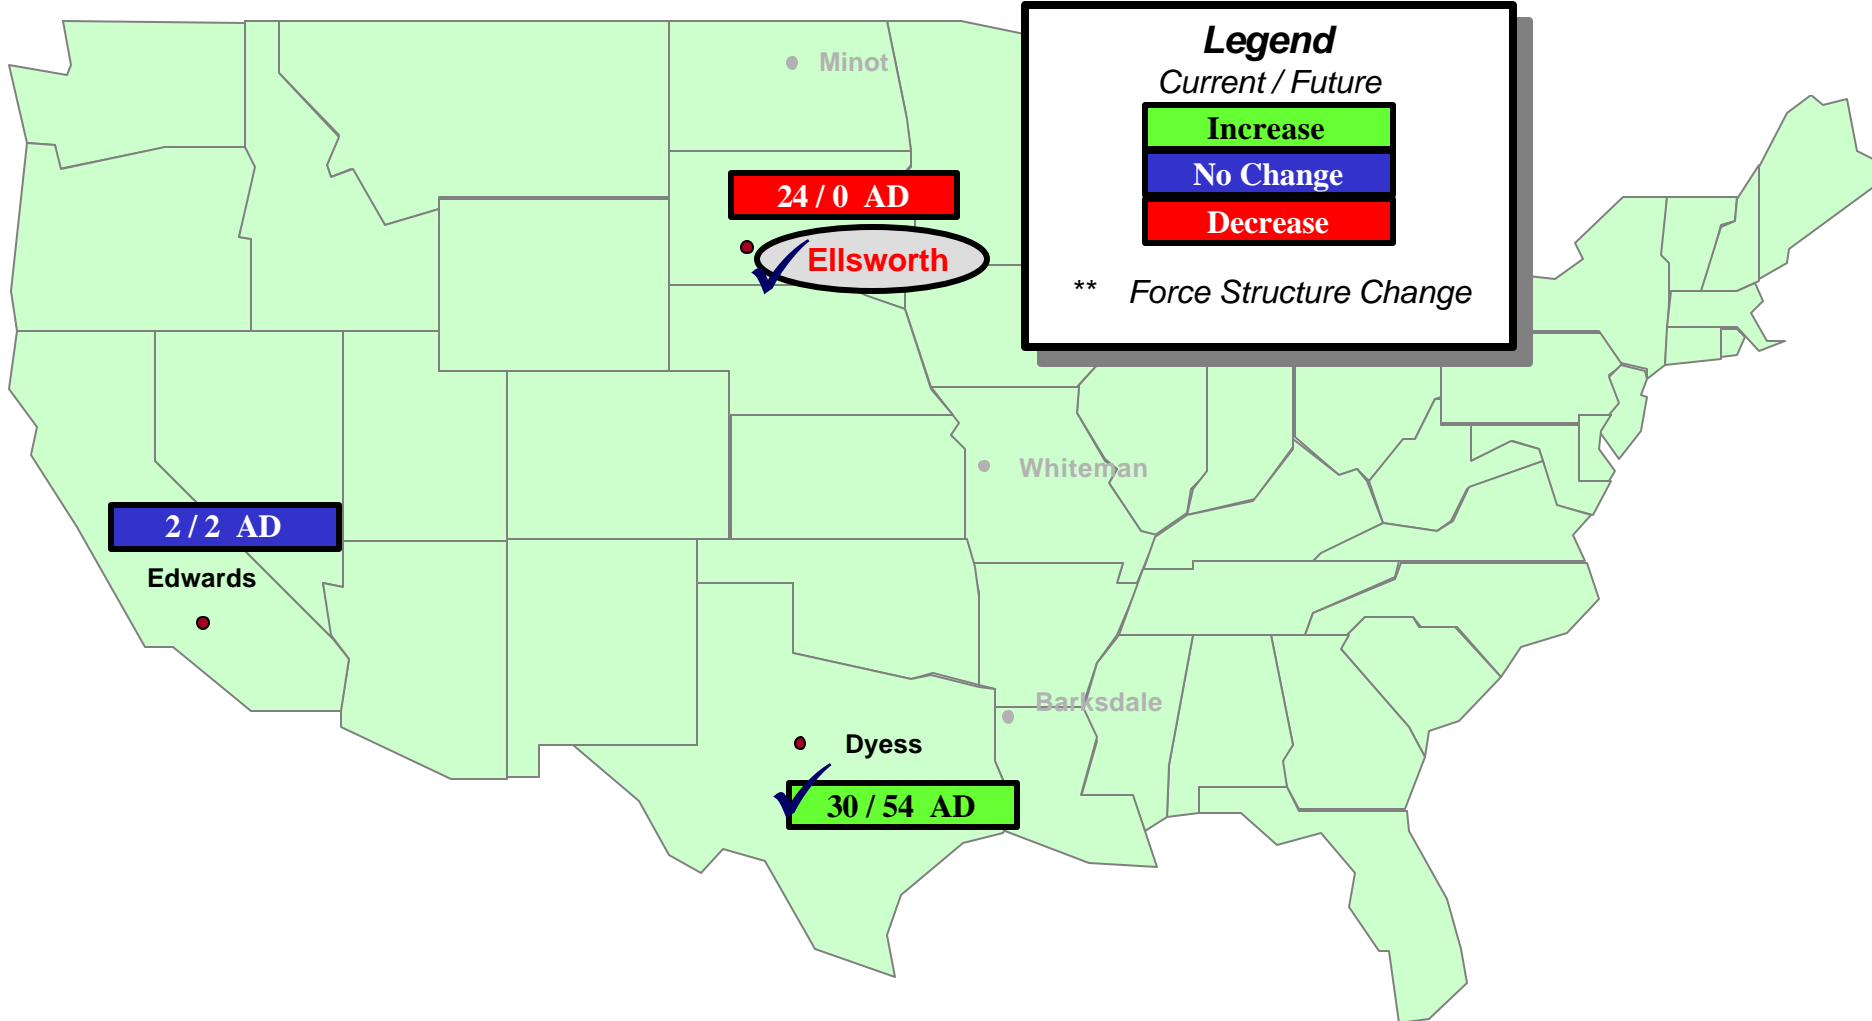 Legend
Current / Future
Increase
No Change
Decrease
** Force Structure Change
Minot
24 / 0 AD
Ellsworth
Whiteman
2 / 2 AD
Edwards
Barksdale
Dyess
30 / 54 AD